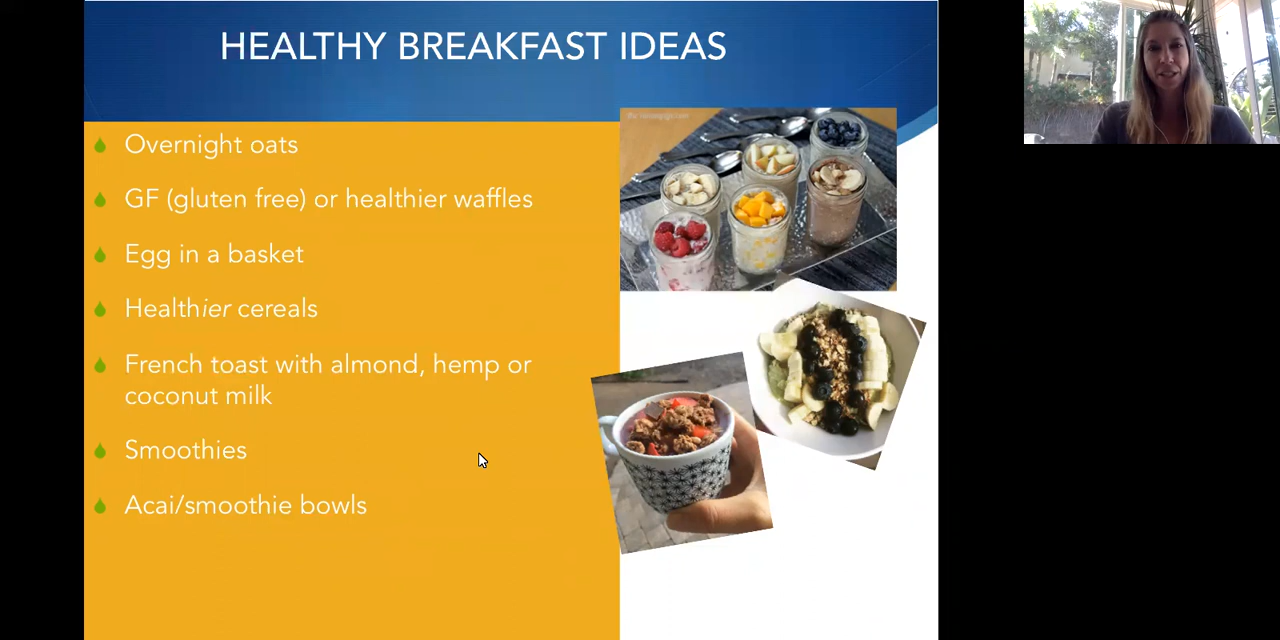 HEALTHY BREAKFAST IDEAS
Overnight oats
GF (gluten free) or healthier waffles
Egg in a basket
Healthier cereals
French toast with almond, hemp or
coconut milk
Smoothies
Acai/smoothie bowls